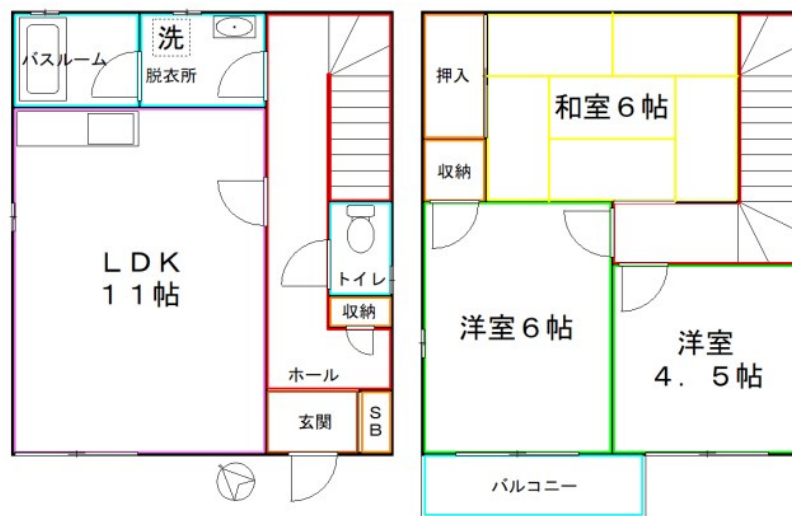 バスルーム
洗
脱衣所
LDK
11帖
トイレ
収納
ホール
玄関
SB
押入
和室6帖
収納
洋室6帖
洋室
4.5帖
バルコニー